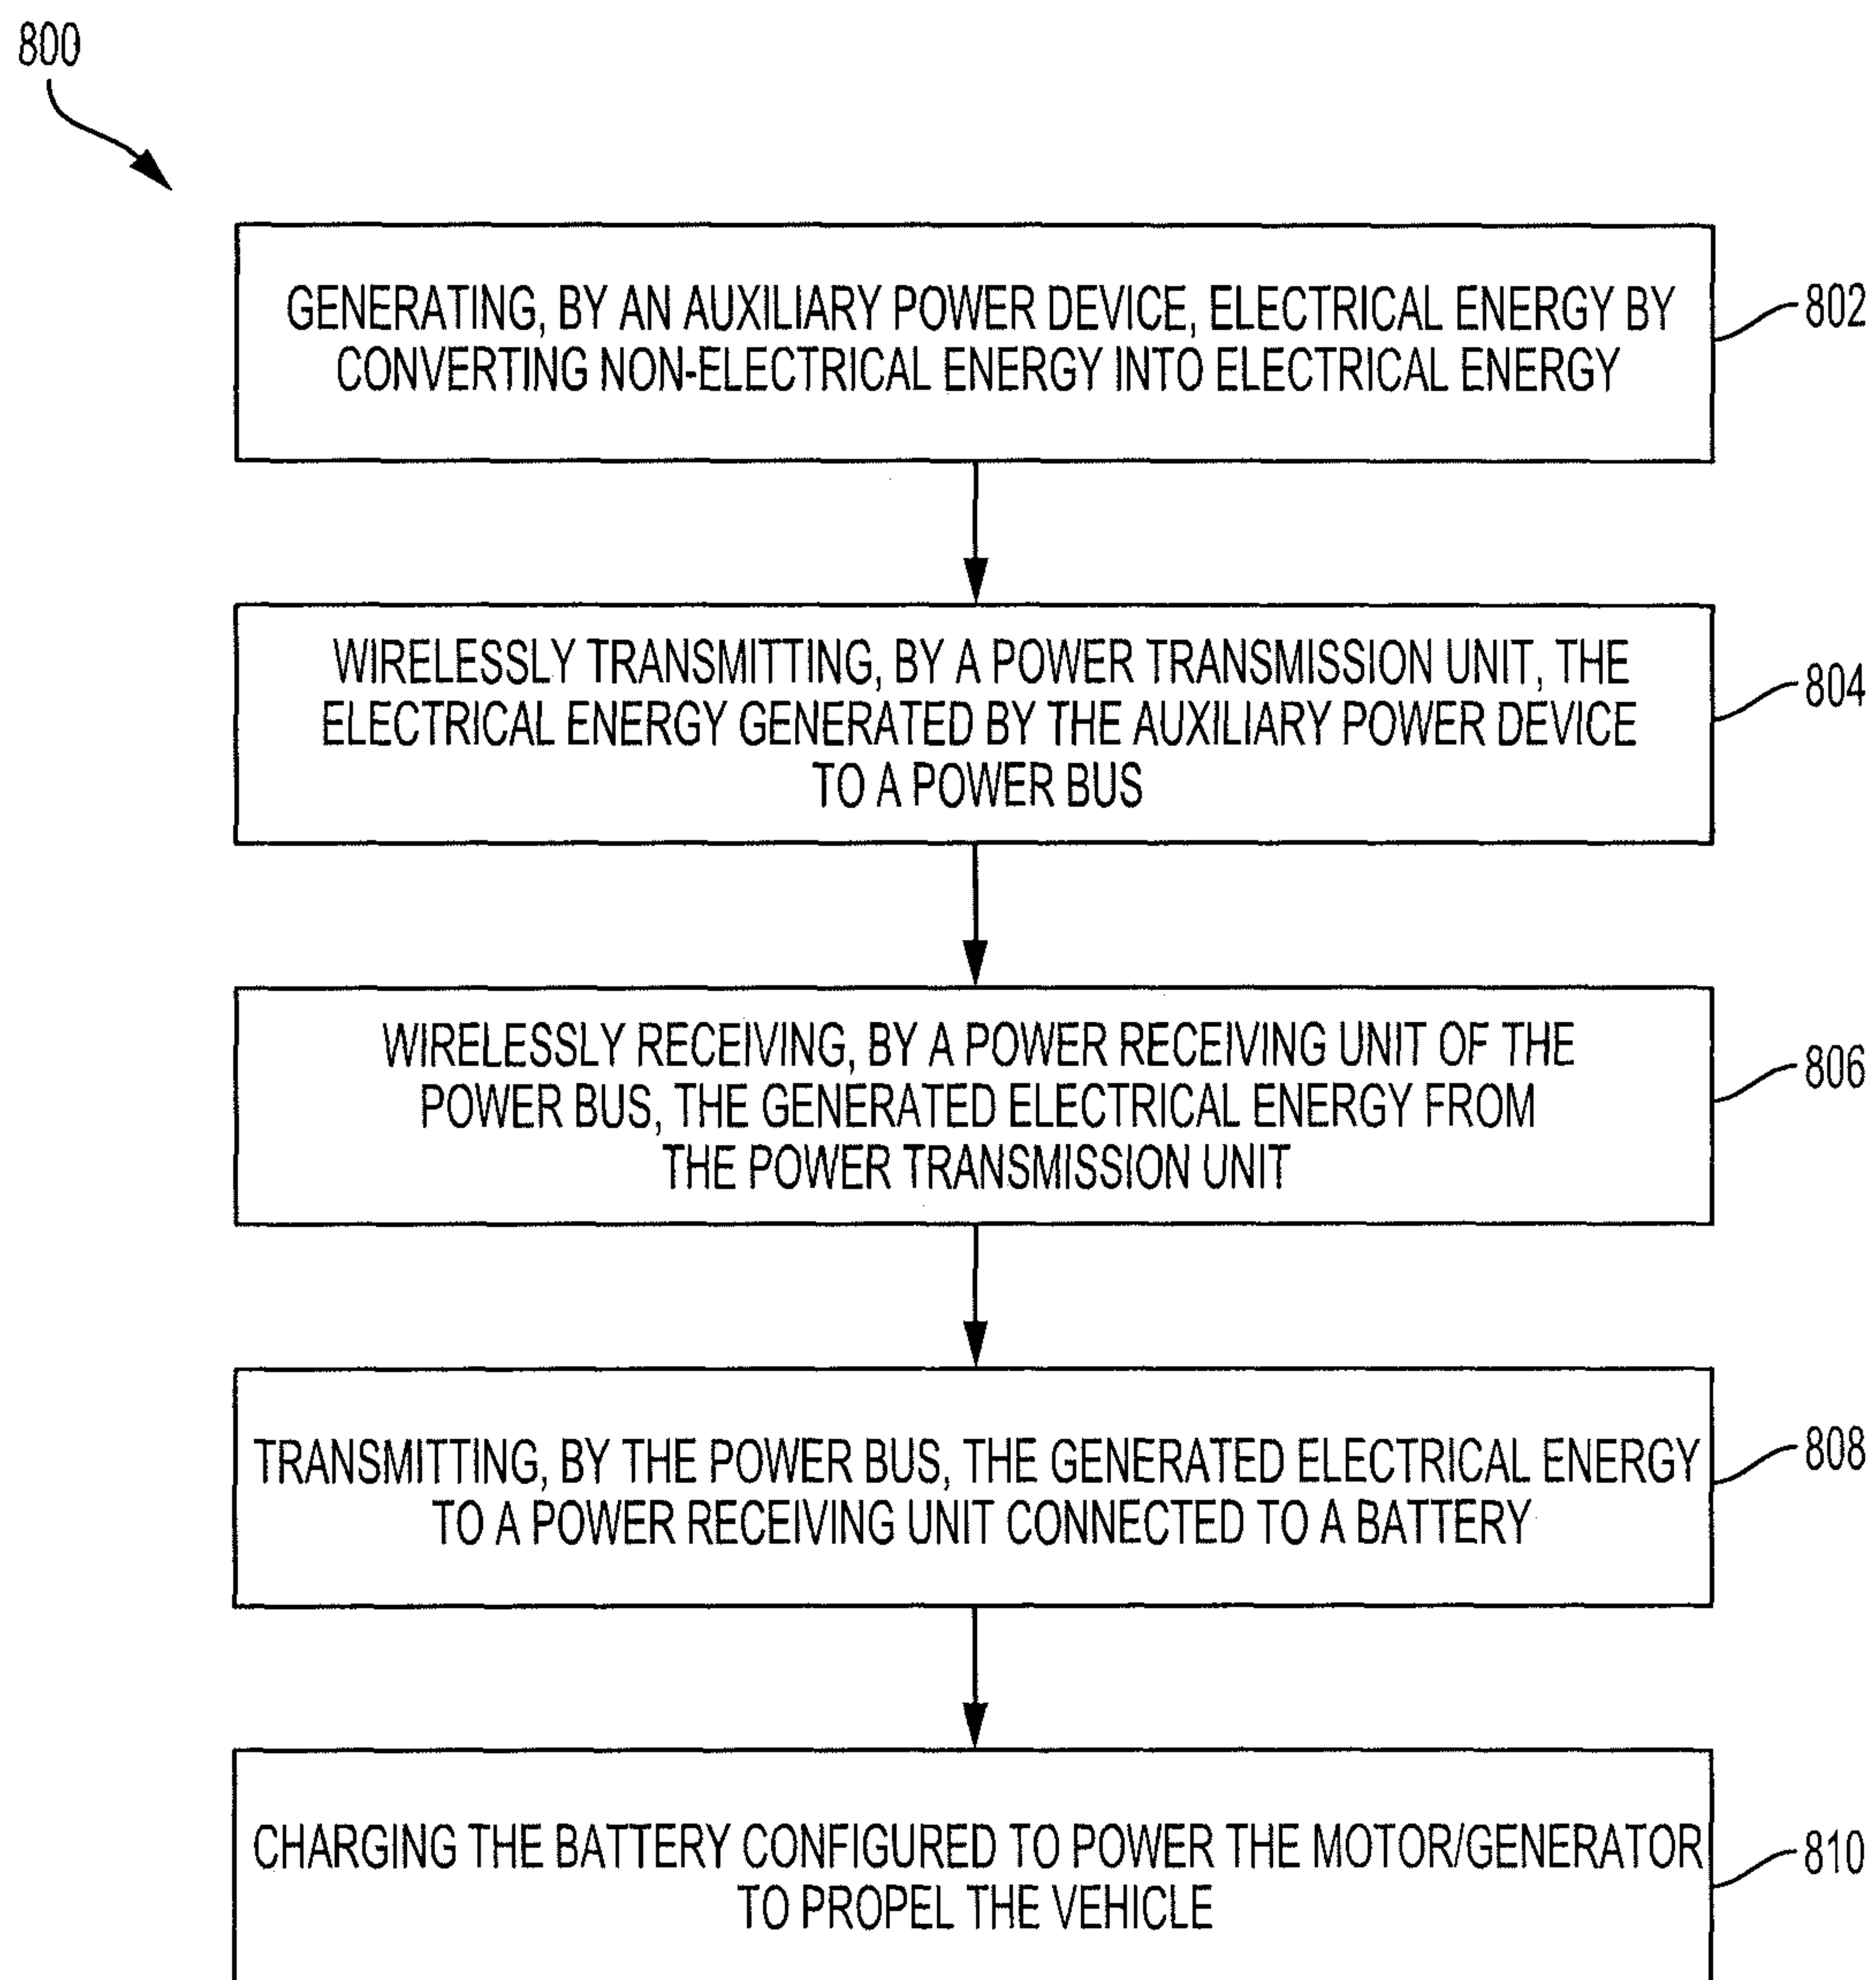 800
GENERATING, BY AN AUXILIARY POWER DEVICE, ELECTRICAL ENERGY BY
CONVERTING NON-ELECTRICAL ENERGY INTO ELECTRICAL ENERGY
802
WIRELESSLY TRANSMITTING, BY A POWER TRANSMISSION UNIT, THE
ELECTRICAL ENERGY GENERATED BY THE AUXILIARY POWER DEVICE
TO A POWER BUS
804
WIRELESSLY RECEIVING, BY A POWER RECEIVING UNIT OF THE
POWER BUS, THE GENERATED ELECTRICAL ENERGY FROM
THE POWER TRANSMISSION UNIT
806
TRANSMITTING, BY THE POWER BUS, THE GENERATED ELECTRICAL ENERGY
TO A POWER RECEIVING UNIT CONNECTED TO A BATTERY
808
CHARGING THE BATTERY CONFIGURED TO POWER THE MOTOR/GENERATOR
TO PROPEL THE VEHICLE
810